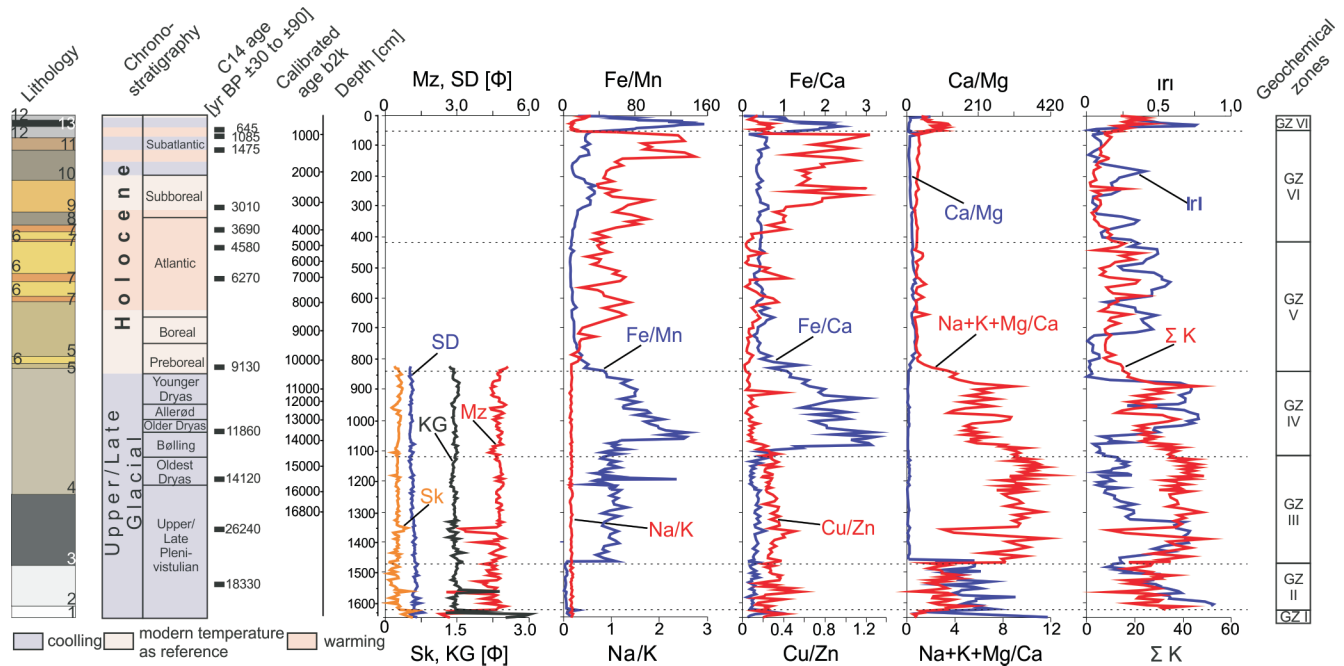 Lithology
Chrono-
stratigraphy
C14 age
[yr BP ±30 to ±90]
Calibrated
age b2k
Depth [cm]
Mz, SD [Φ]
0 3.0 6.0
Fe/Mn
0 80 160
Fe/Ca
0 1 2 3
Ca/Mg
0 210 420
IrI
0 0,5 1,0
Geochemical
zones
12
13
12
11
10
9
8
6
7
6
7
6
7
5
6
5
4
3
2
1
Holocene
Upper/Late
Glacial
Subatlantic
Subboreal
Atlantic
Boreal
Preboreal
Younger
Dryas
Allerød
Older Dryas
Bølling
Oldest
Dryas
Upper/
Late
Pleni-
vistulian
645
1085
1475
3010
3690
4580
6270
9130
11860
14120
26240
18330
1000
2000
3000
4000
5000
6000
7000
8000
9000
10000
11000
12000
13000
14000
15000
16000
16800
0
100
200
300
400
500
600
700
800
900
1000
1100
1200
1300
1400
1500
1600
SD
KG
Mz
Sk
Fe/Mn
Na/K
Fe/Ca
Cu/Zn
Ca/Mg
Na+K+Mg/Ca
IrI
Σ K
GZ VI
GZ
VI
GZ
V
GZ
IV
GZ
III
GZ
II
GZ I
0 1.5 3.0
Sk, KG [Φ]
0 1 2 3
Na/K
0 0.4 0.8 1.2
Cu/Zn
0 4 8 12
Na+K+Mg/Ca
0 20 40 60
Σ K
coolling
modern temperature
as reference
warming